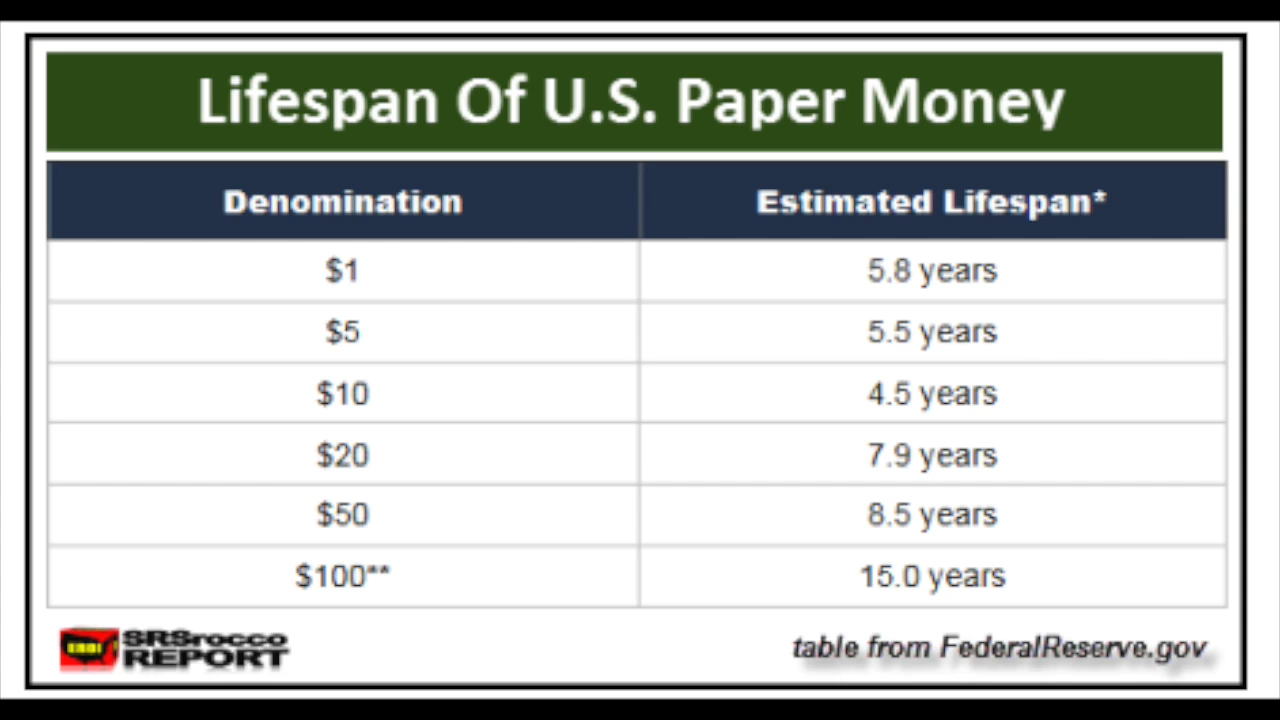 Lifespan Of U.S. Paper Money
Denomination Estimated Lifespan*
$1 5.8 years
$5 5.5 years
$10 4.5 years
$20 7.9 years
$50 8.5 years
$100** 15.0 years
SRSrocco
REPORT
table from FederalReserve.gov